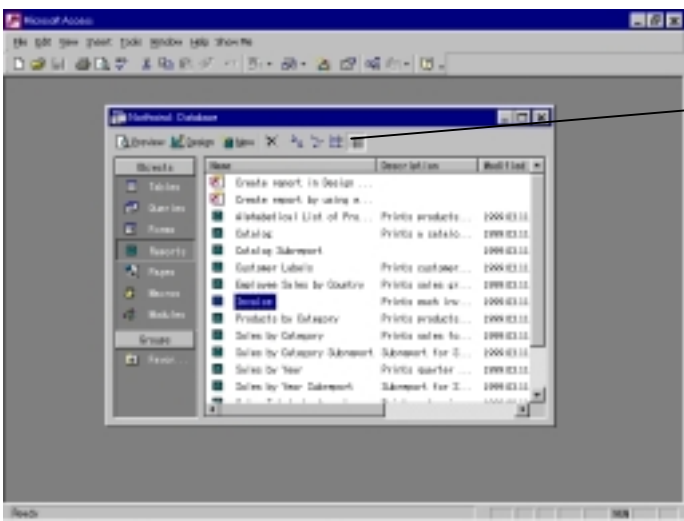 Microsoft Access
File Edit View Insert Tools Window Help Show Me
Northwind: Database
Preview Design New
Objects
Name Description Modified
Tables
Create report in Design ...
Queries
Create report by using a...
Forms
Alphabetical List of Pro... Prints products...
Reports
Catalog Prints a catalo...
Catalog Subreport
Pages
Customer Labels Prints customer...
Macros
Employee Sales by Country Prints sales
Modules
Invoice Prints each inv...
Groups
Products by Category Prints products...
Favor...
Sales by Category Prints sales fo...
Sales by Category Subreport Subreport for S...
Sales by Year Prints quarter...
Sales by Year Subreport Subreport for S...
Ready NUM